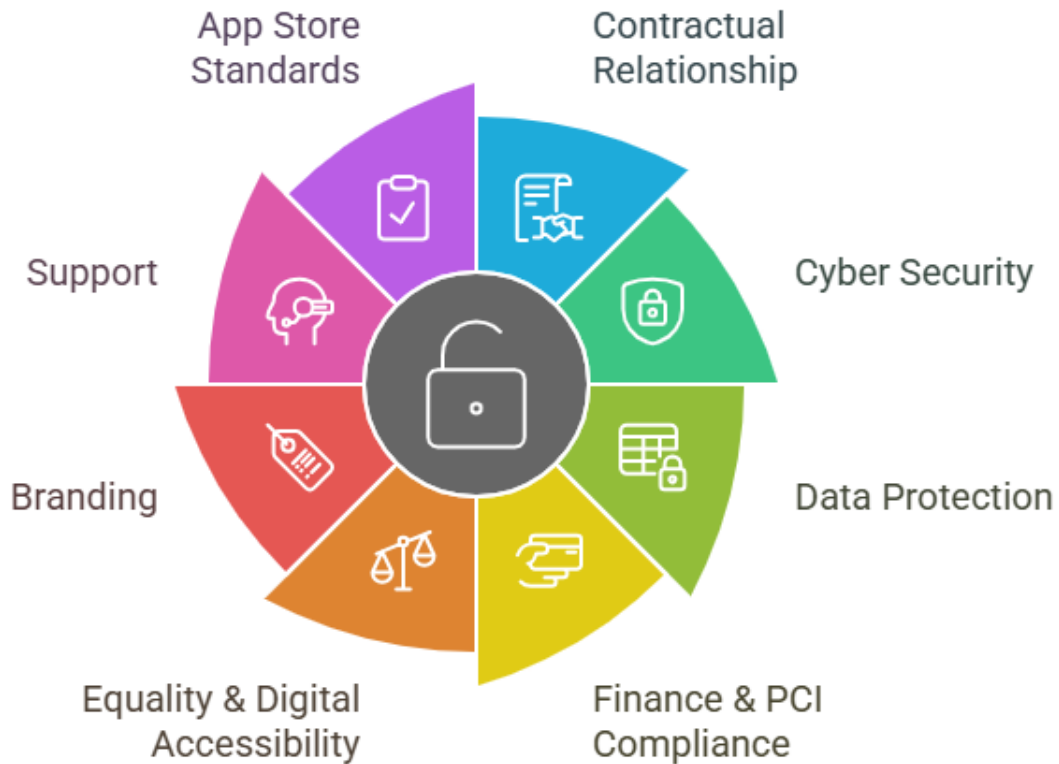 App Store
Standards
Contractual
Relationship
Support
Cyber Security
Branding
Data Protection
Equality & Digital
Accessibility
Finance & PCI
Compliance